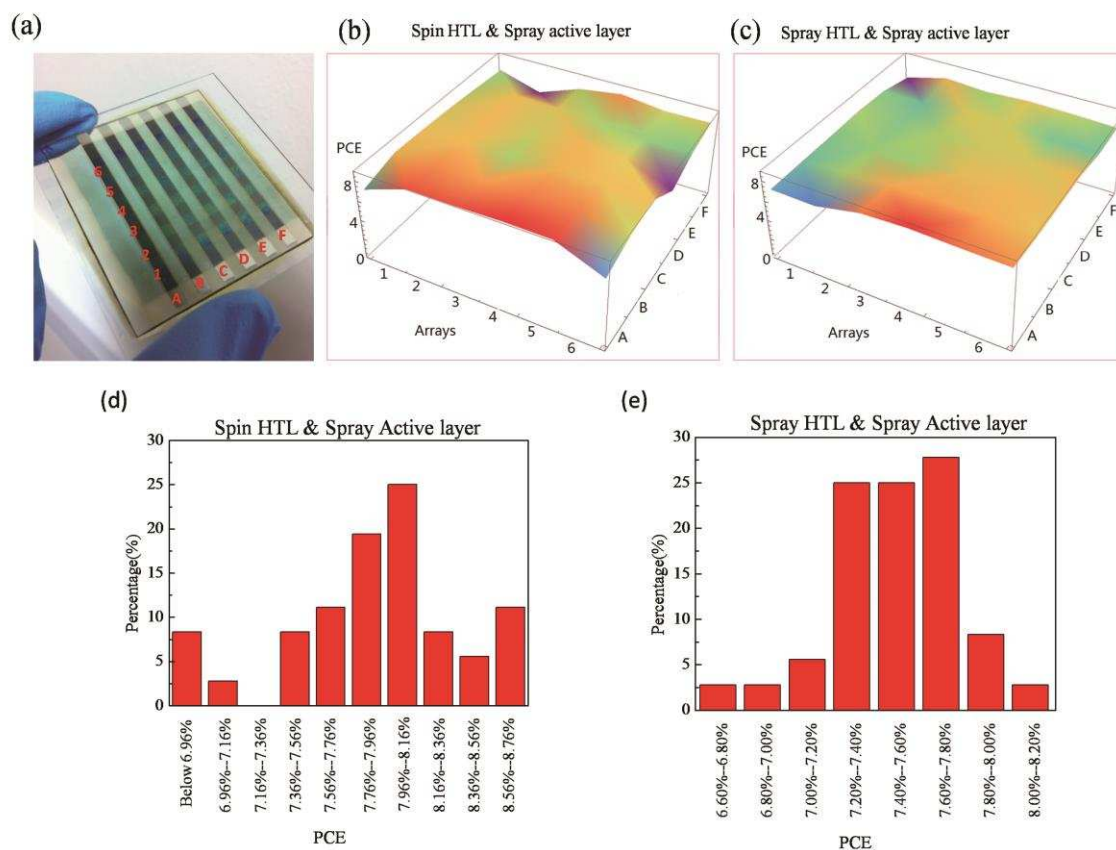 (a)
6
5
4
3
2
1
A
B
C
D
E
F
(b)
Spin HTL & Spray active layer
PCE
8
4
0
1
2
3
4
5
6
Arrays
A
B
C
D
E
F
(c)
Spray HTL & Spray active layer
PCE
8
4
0
1
2
3
4
5
6
Arrays
A
B
C
D
E
F
(d)
Spin HTL & Spray Active layer
Percentage(%)
30
25
20
15
10
5
0
Below 6.96%
6.96%--7.16%
7.16%--7.36%
7.36%--7.56%
7.56%--7.76%
7.76%--7.96%
7.96%--8.16%
8.16%--8.36%
8.36%--8.56%
8.56%--8.76%
PCE
(e)
Spray HTL & Spray Active layer
Percentage(%)
30
25
20
15
10
5
0
6.60%--6.80%
6.80%--7.00%
7.00%--7.20%
7.20%--7.40%
7.40%--7.60%
7.60%--7.80%
7.80%--8.00%
8.00%--8.20%
PCE